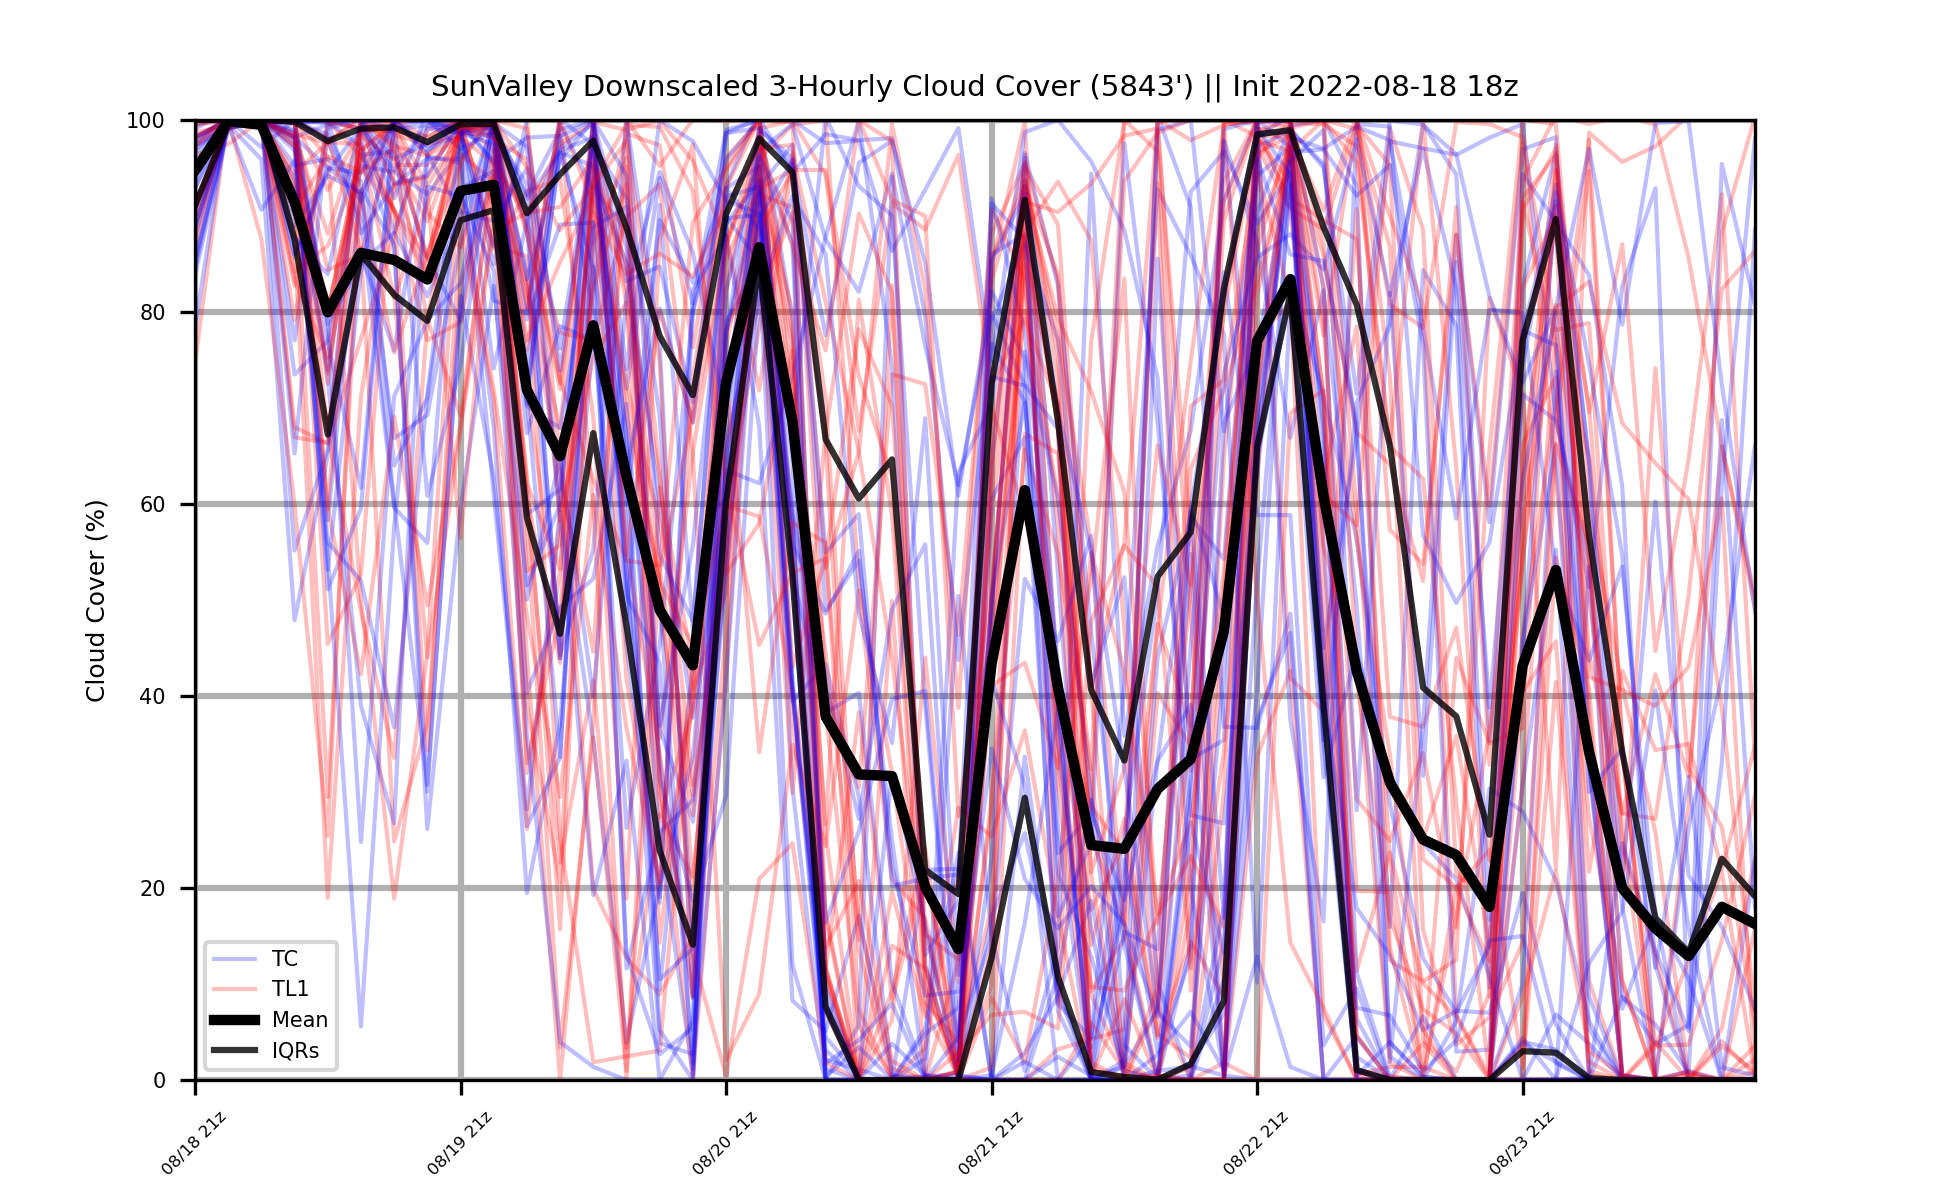 SunValley Downscaled 3-Hourly Cloud Cover (5843') || Init 2022-08-18 18z
Cloud Cover (%)
100
80
60
40
20
0
TC
TL1
Mean
IQRs
08/18 21z
08/19 21z
08/20 21z
08/21 21z
08/22 21z
08/23 21z